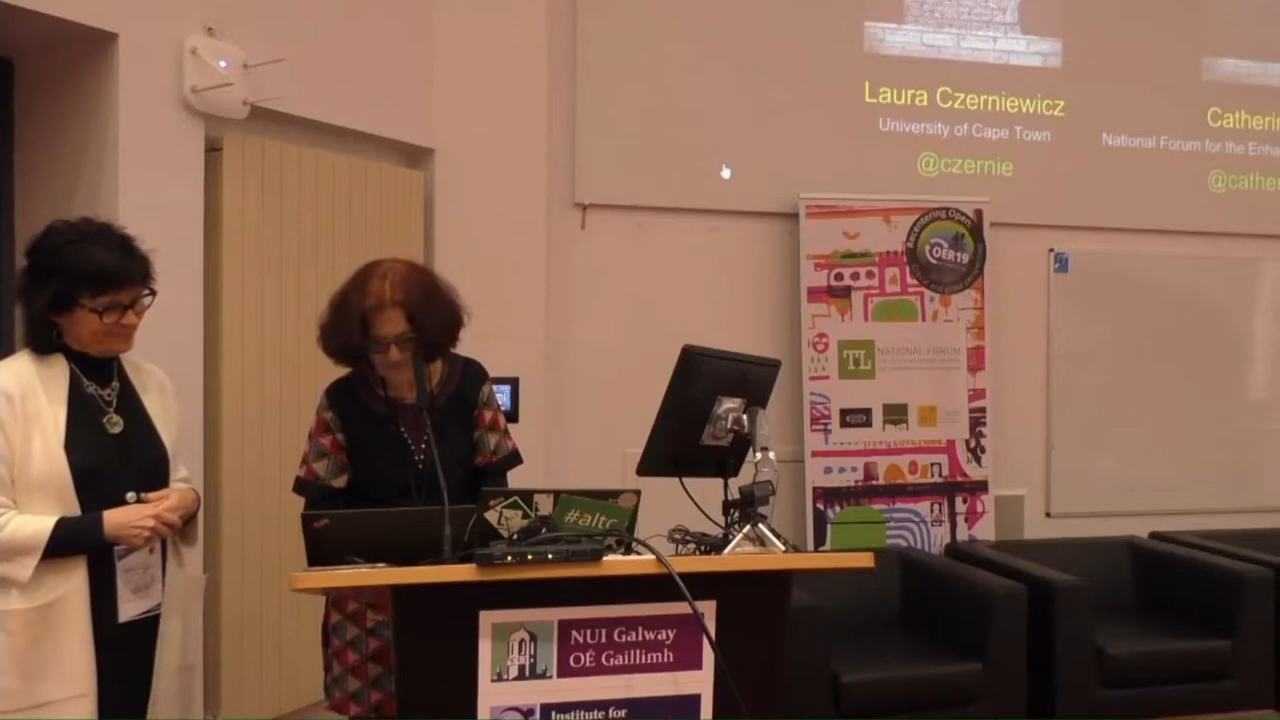 Laura Czerniewicz
University of Cape Town
@czernie
Catherin
National Forum for the Enha
@cather
Recentering Open:
OER19
TL
NATIONAL FORUM
#altc
NUI Galway
OÉ Gaillimh
Institute for